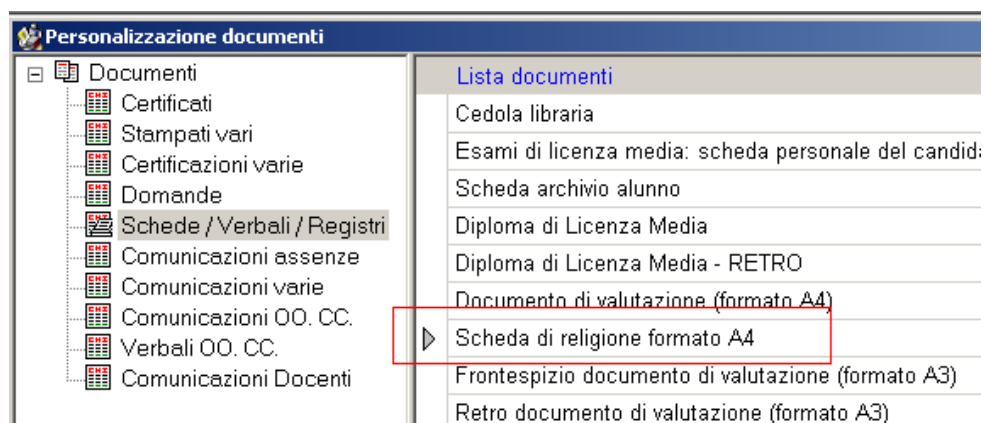 Personalizzazione documenti
Documenti
Certificati
Stampati vari
Certificazioni varie
Domande
Schede / Verbali / Registri
Comunicazioni assenze
Comunicazioni varie
Comunicazioni OO. CC.
Verbali OO. CC.
Comunicazioni Docenti
Lista documenti
Cedola libraria
Esami di licenza media: scheda personale del candida
Scheda archivio alunno
Diploma di Licenza Media
Diploma di Licenza Media - RETRO
Documento di valutazione (formato A4)
Scheda di religione formato A4
Frontespizio documento di valutazione (formato A3)
Retro documento di valutazione (formato A3)